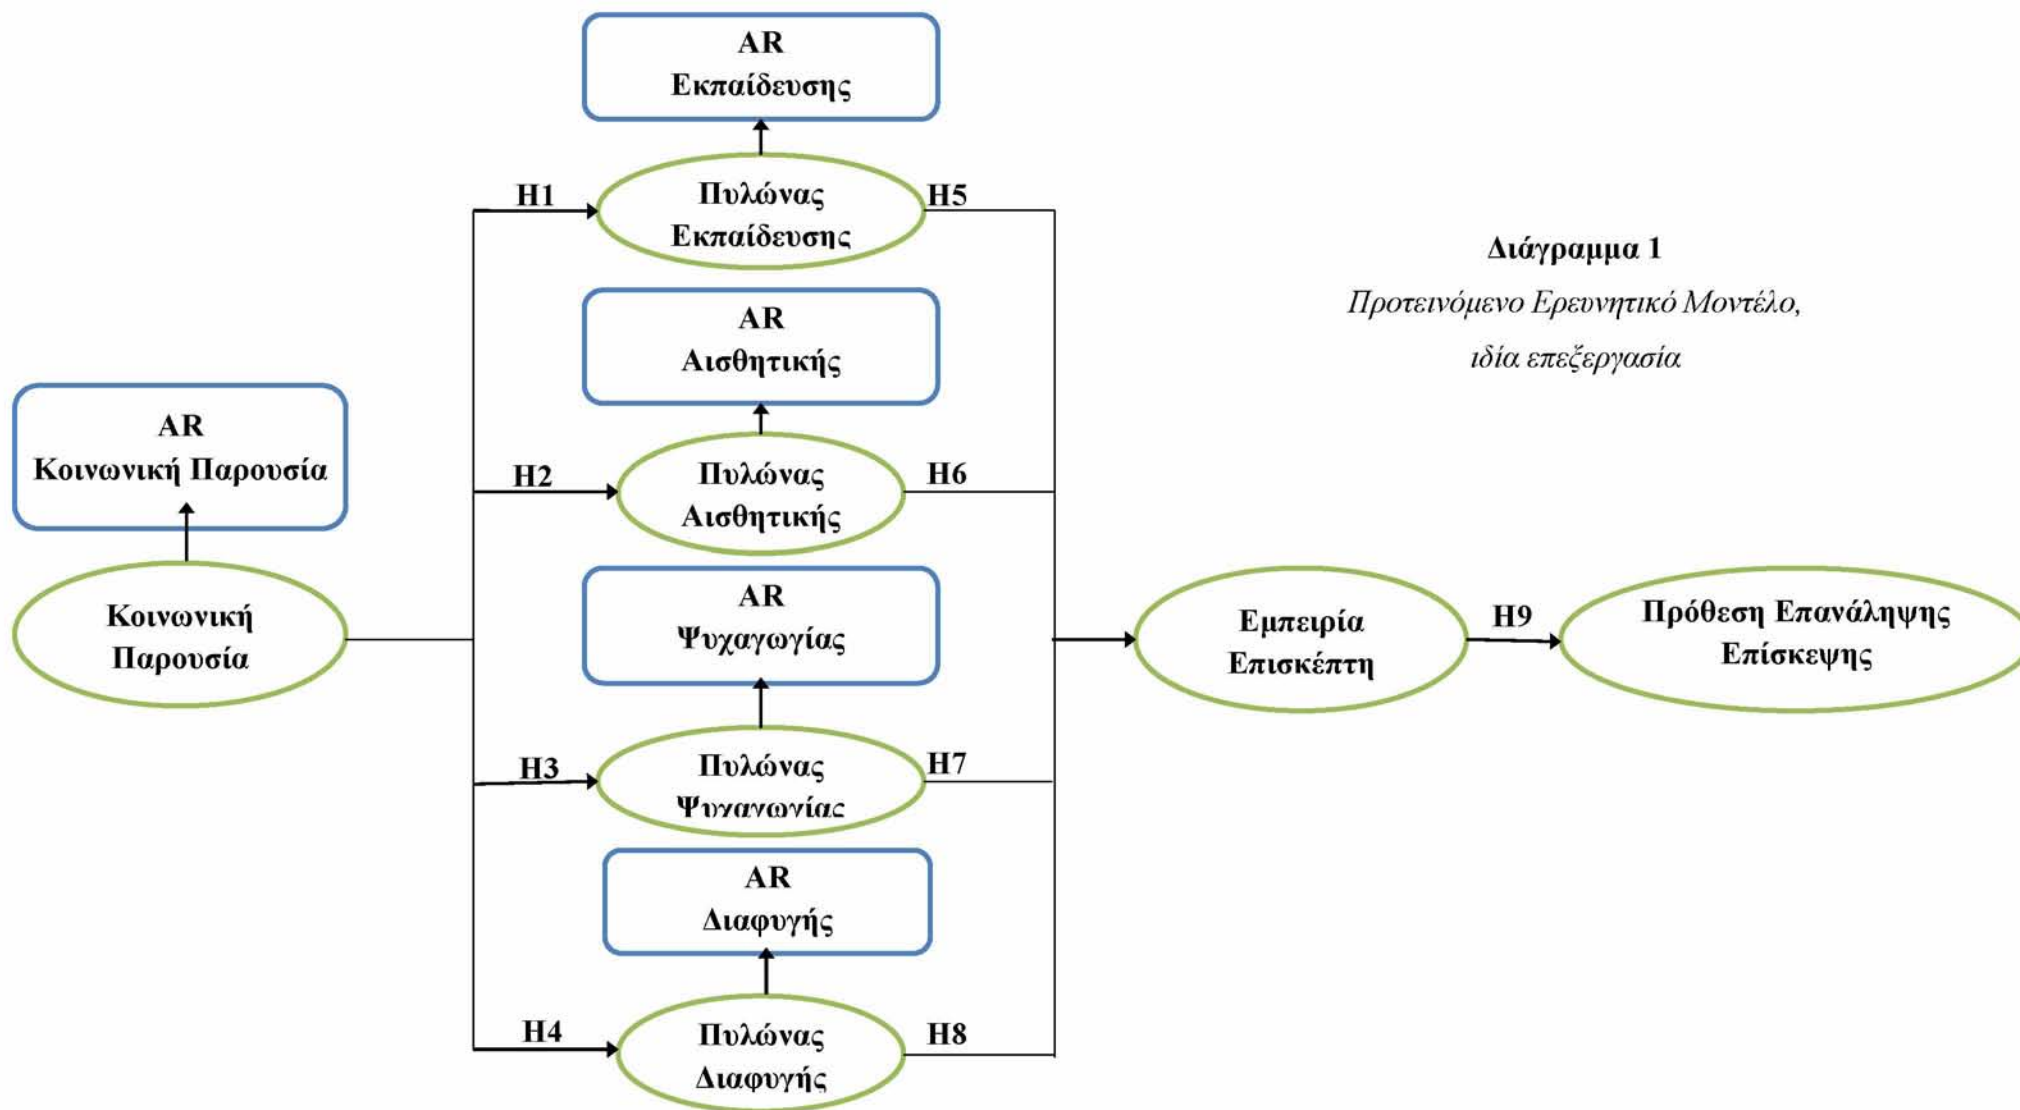 AR
Εκπαίδευσης
H1
Πυλώνας
Εκπαίδευσης
H5
Διάγραμμα 1
Προτεινόμενο Ερευνητικό Μοντέλο,
ιδία επεξεργασία
AR
Αισθητικής
AR
Κοινωνική Παρουσία
H2
Πυλώνας
Αισθητικής
H6
AR
Ψυχαγωγίας
Κοινωνική
Παρουσία
Εμπειρία
Επισκέπτη
H9
Πρόθεση Επανάληψης
Επίσκεψης
H3
Πυλώνας
Ψυχαγωγίας
H7
AR
Διαφυγής
H4
Πυλώνας
Διαφυγής
H8